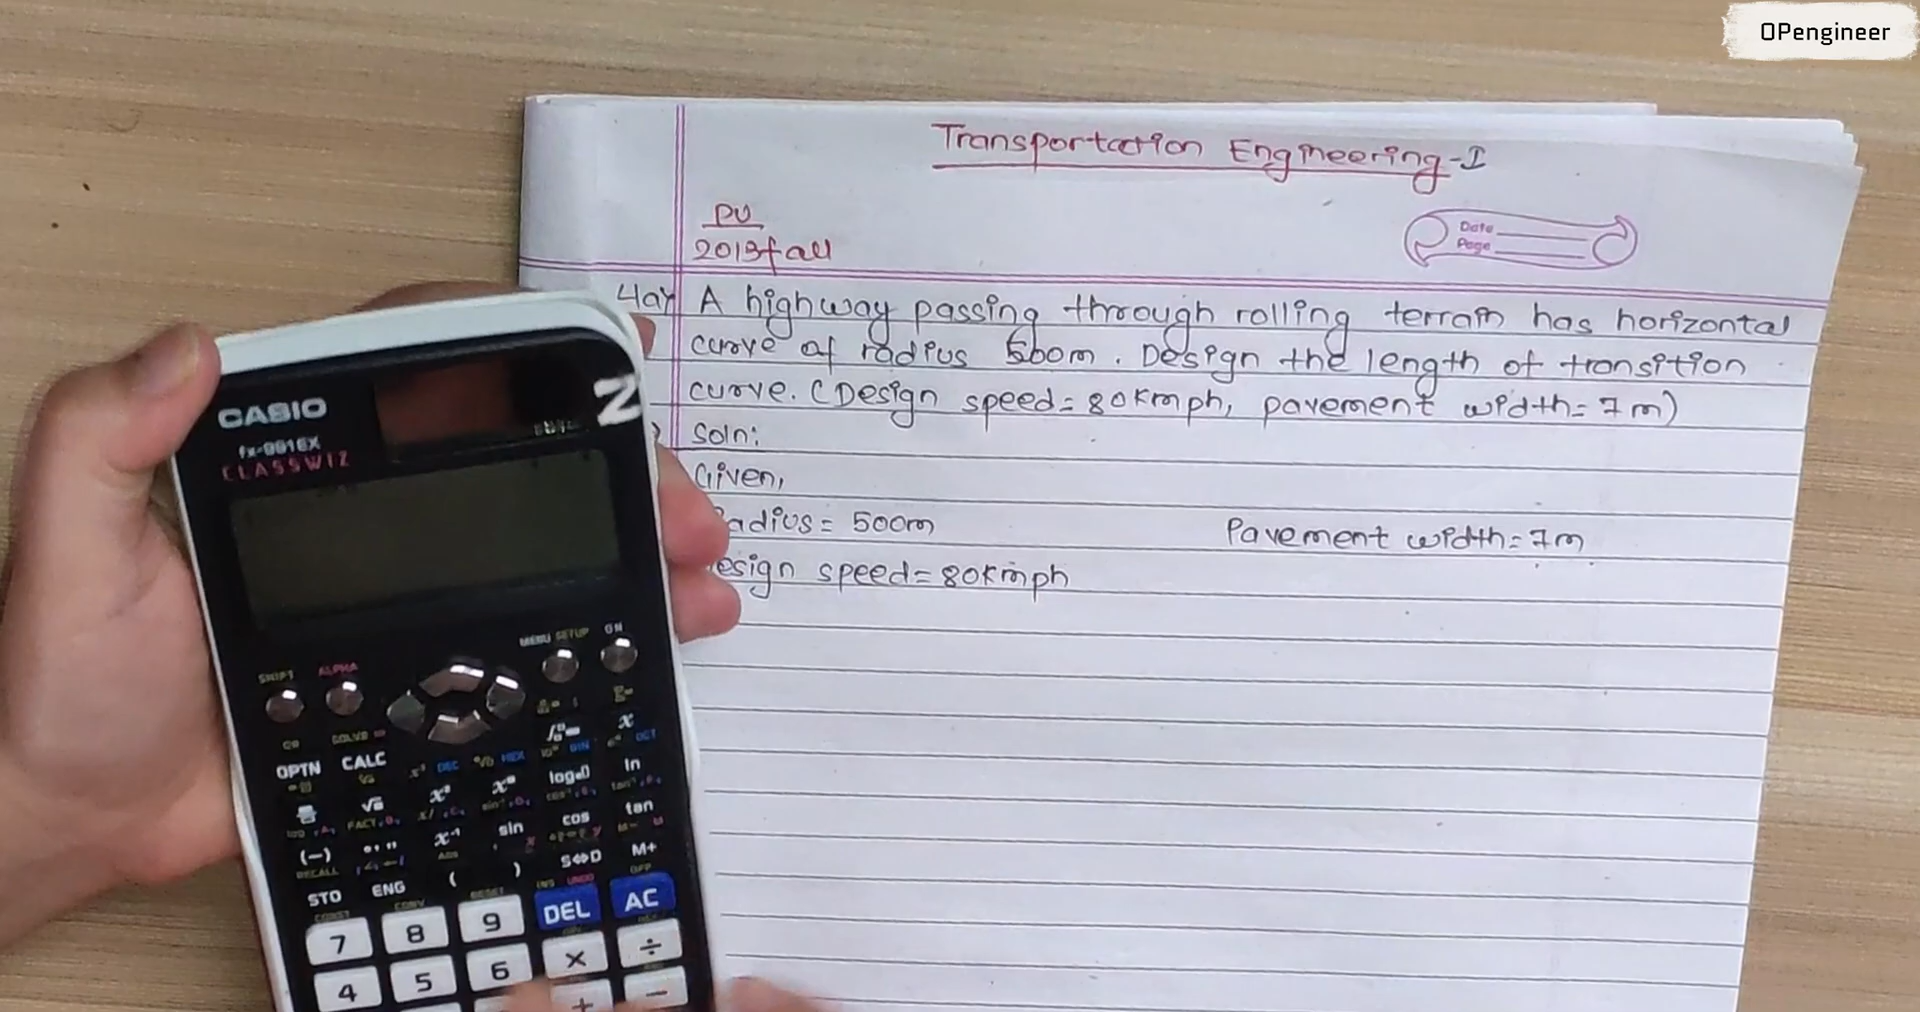 OPengineer
Transportation Engineering-I
PU
2019fall
Date
Page
4a) A highway passing through rolling terrain has horizontal
curve of radius 500m. Design the length of transition
curve. (Design speed=80kmph, pavement width=7m)
Soln:
Given,
adius=500m Pavement width=7m
esign speed=80kmph
CASIO
fx-991EX
CLASSWIZ
MENU SETUP ON
SHIFT ALPHA
OPTN CALC
log ln
sin cos tan
(-) x-1
STO ENG ( ) S⇔D M+
7 8 9 DEL AC
4 5 6 × ÷
+ −